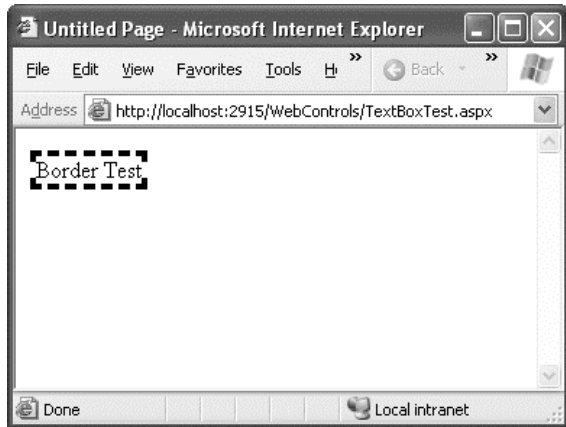 Untitled Page - Microsoft Internet Explorer
File Edit View Favorites Tools H »  Back »
Address http://localhost:2915/WebControls/TextBoxTest.aspx
Border Test
Done Local intranet